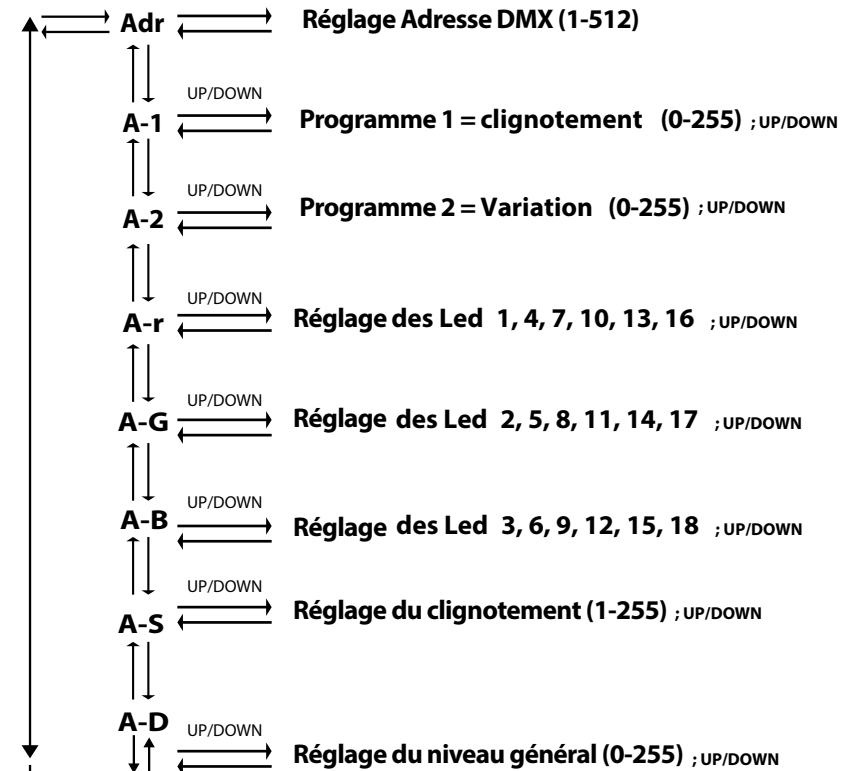 Adr Réglage Adresse DMX (1-512)
UP/DOWN
A-1 Programme 1 = clignotement (0-255) ; UP/DOWN
UP/DOWN
A-2 Programme 2 = Variation (0-255) ; UP/DOWN
UP/DOWN
A-r Réglage des Led 1, 4, 7, 10, 13, 16 ; UP/DOWN
UP/DOWN
A-G Réglage des Led 2, 5, 8, 11, 14, 17 ; UP/DOWN
UP/DOWN
A-B Réglage des Led 3, 6, 9, 12, 15, 18 ; UP/DOWN
UP/DOWN
A-S Réglage du clignotement (1-255) ; UP/DOWN
A-D UP/DOWN
Réglage du niveau général (0-255) ; UP/DOWN